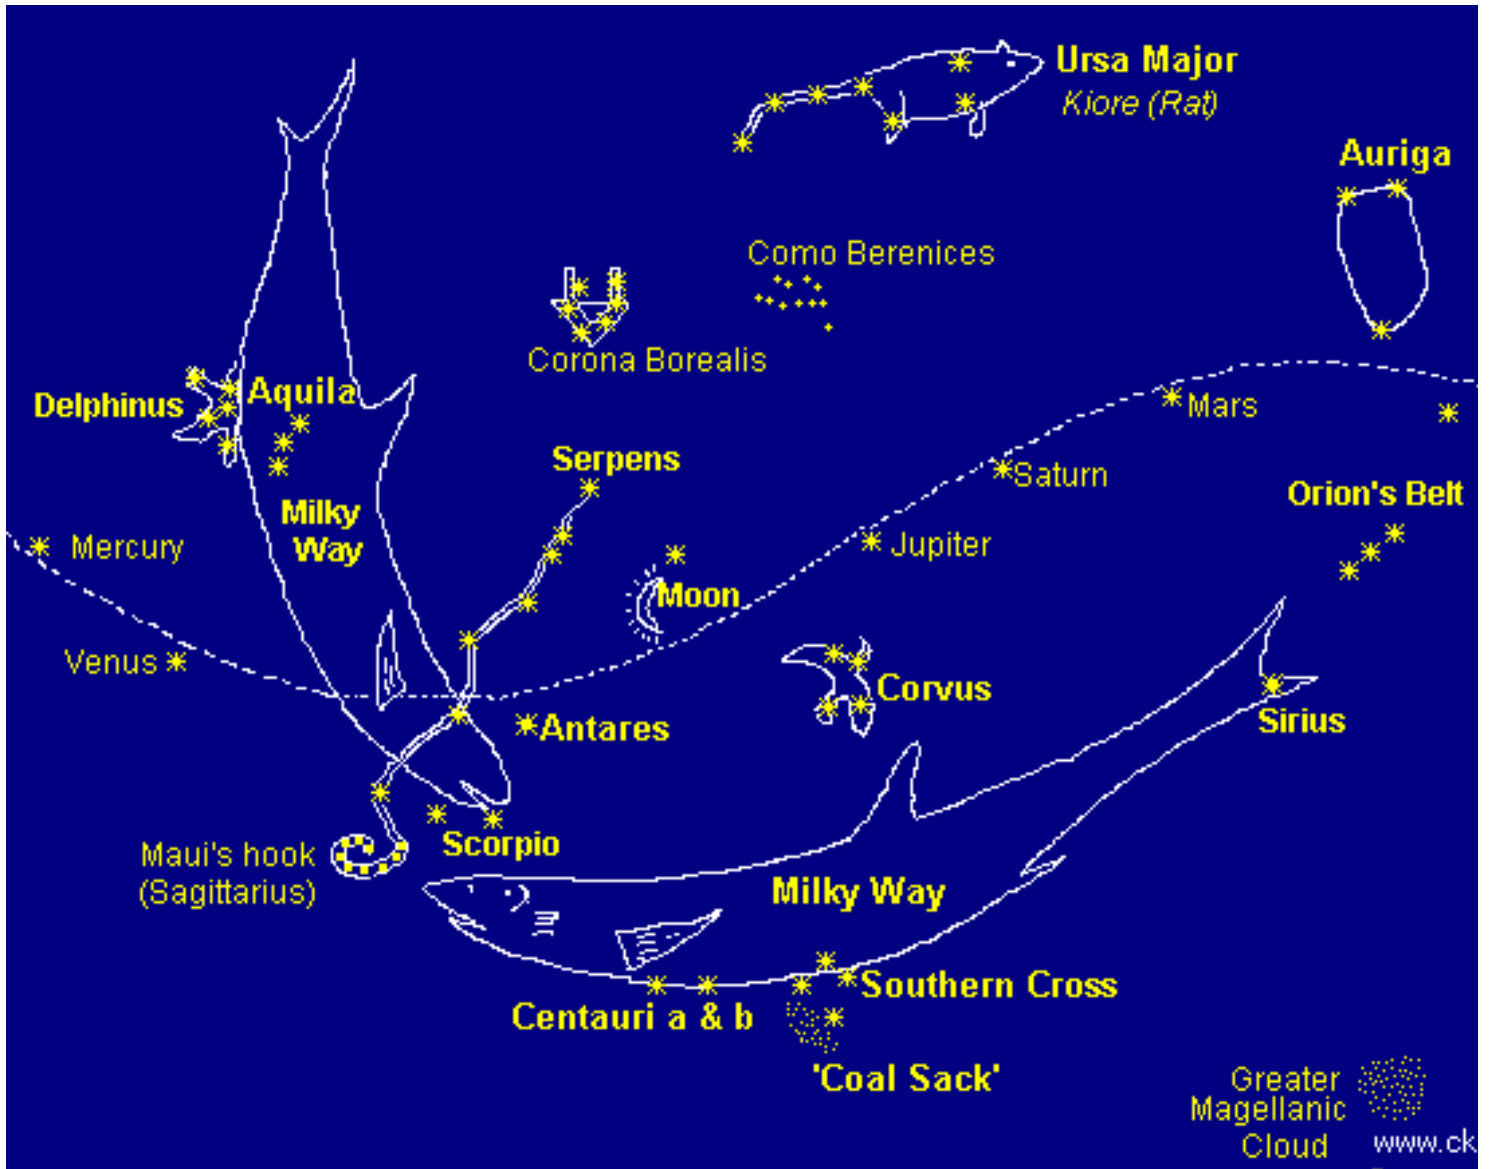 Ursa Major
Kiore (Rat)
Auriga
Como Berenices
Corona Borealis
Delphinus
Aquila
Mars
Serpens
Saturn
Orion's Belt
Milky
Way
Mercury
Jupiter
Moon
Venus
Corvus
Antares
Sirius
Scorpio
Maui's hook
(Sagittarius)
Milky Way
Southern Cross
Centauri a & b
'Coal Sack'
Greater
Magellanic
Cloud
www.ck